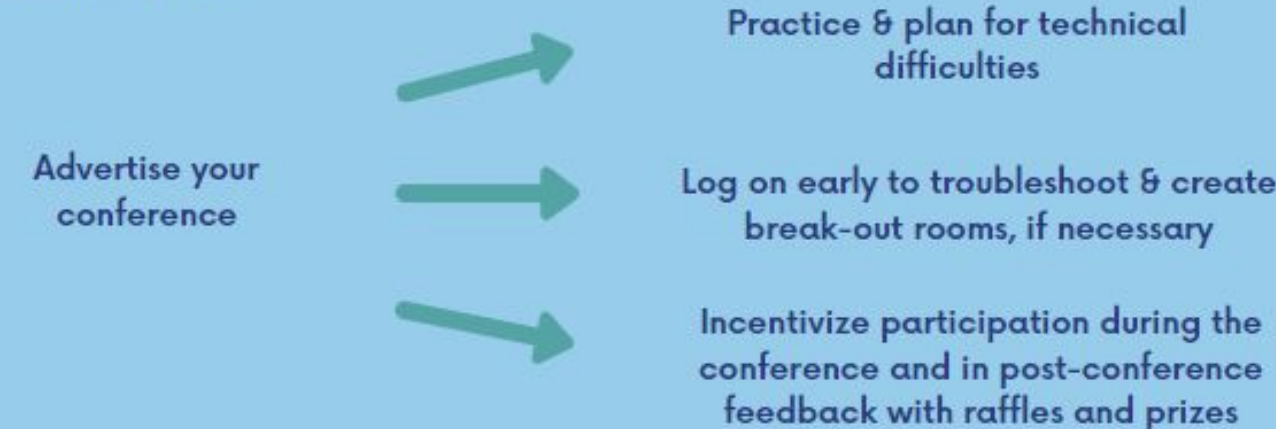 Advertise your
conference
Practice & plan for technical
difficulties
Log on early to troubleshoot & create
break-out rooms, if necessary
Incentivize participation during the
conference and in post-conference
feedback with raffles and prizes